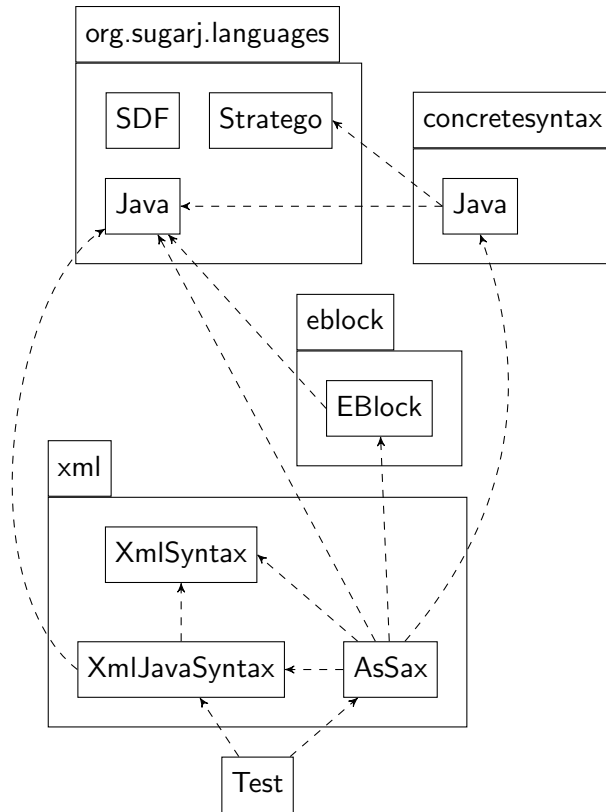 org.sugarj.languages
SDF
Stratego
concretesyntax
Java
Java
eblock
EBlock
xml
XmlSyntax
XmlJavaSyntax
AsSax
Test